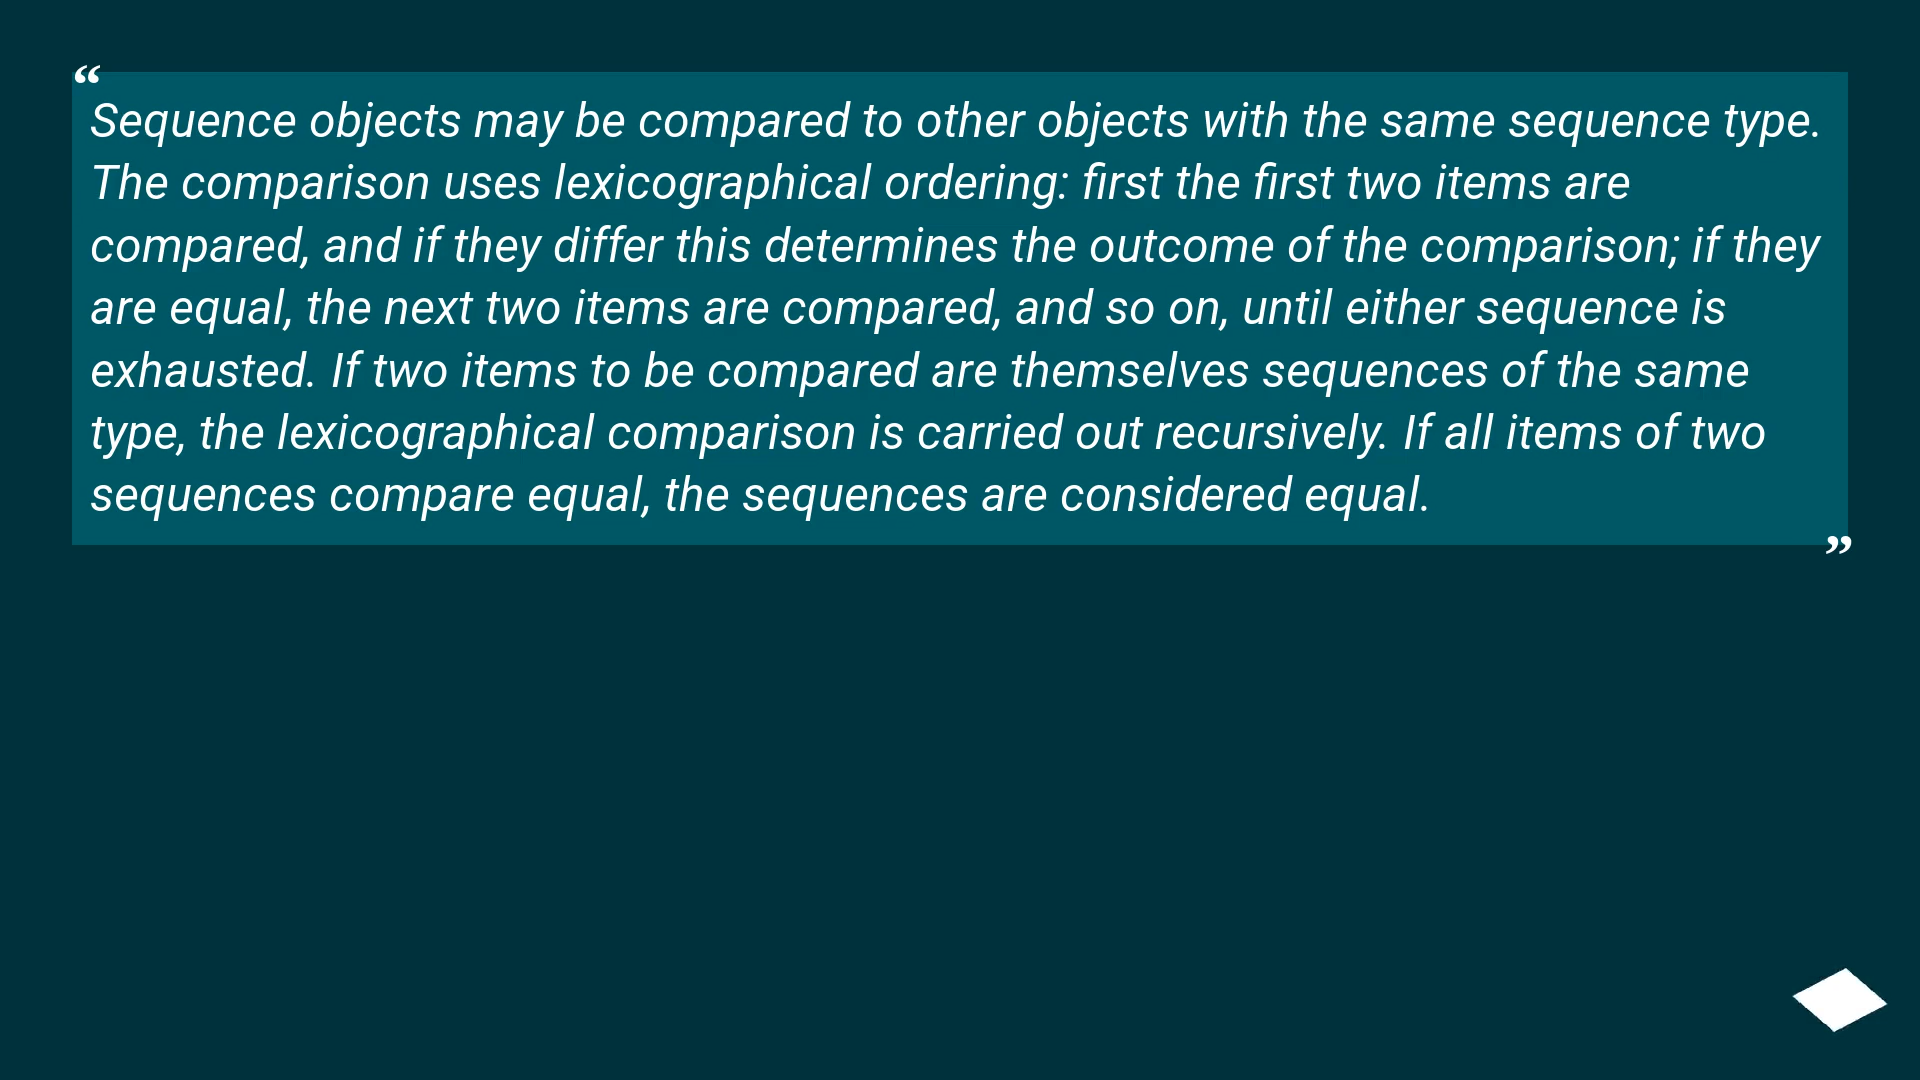 “
Sequence objects may be compared to other objects with the same sequence type.
The comparison uses lexicographical ordering: first the first two items are
compared, and if they differ this determines the outcome of the comparison; if they
are equal, the next two items are compared, and so on, until either sequence is
exhausted. If two items to be compared are themselves sequences of the same
type, the lexicographical comparison is carried out recursively. If all items of two
sequences compare equal, the sequences are considered equal.
”